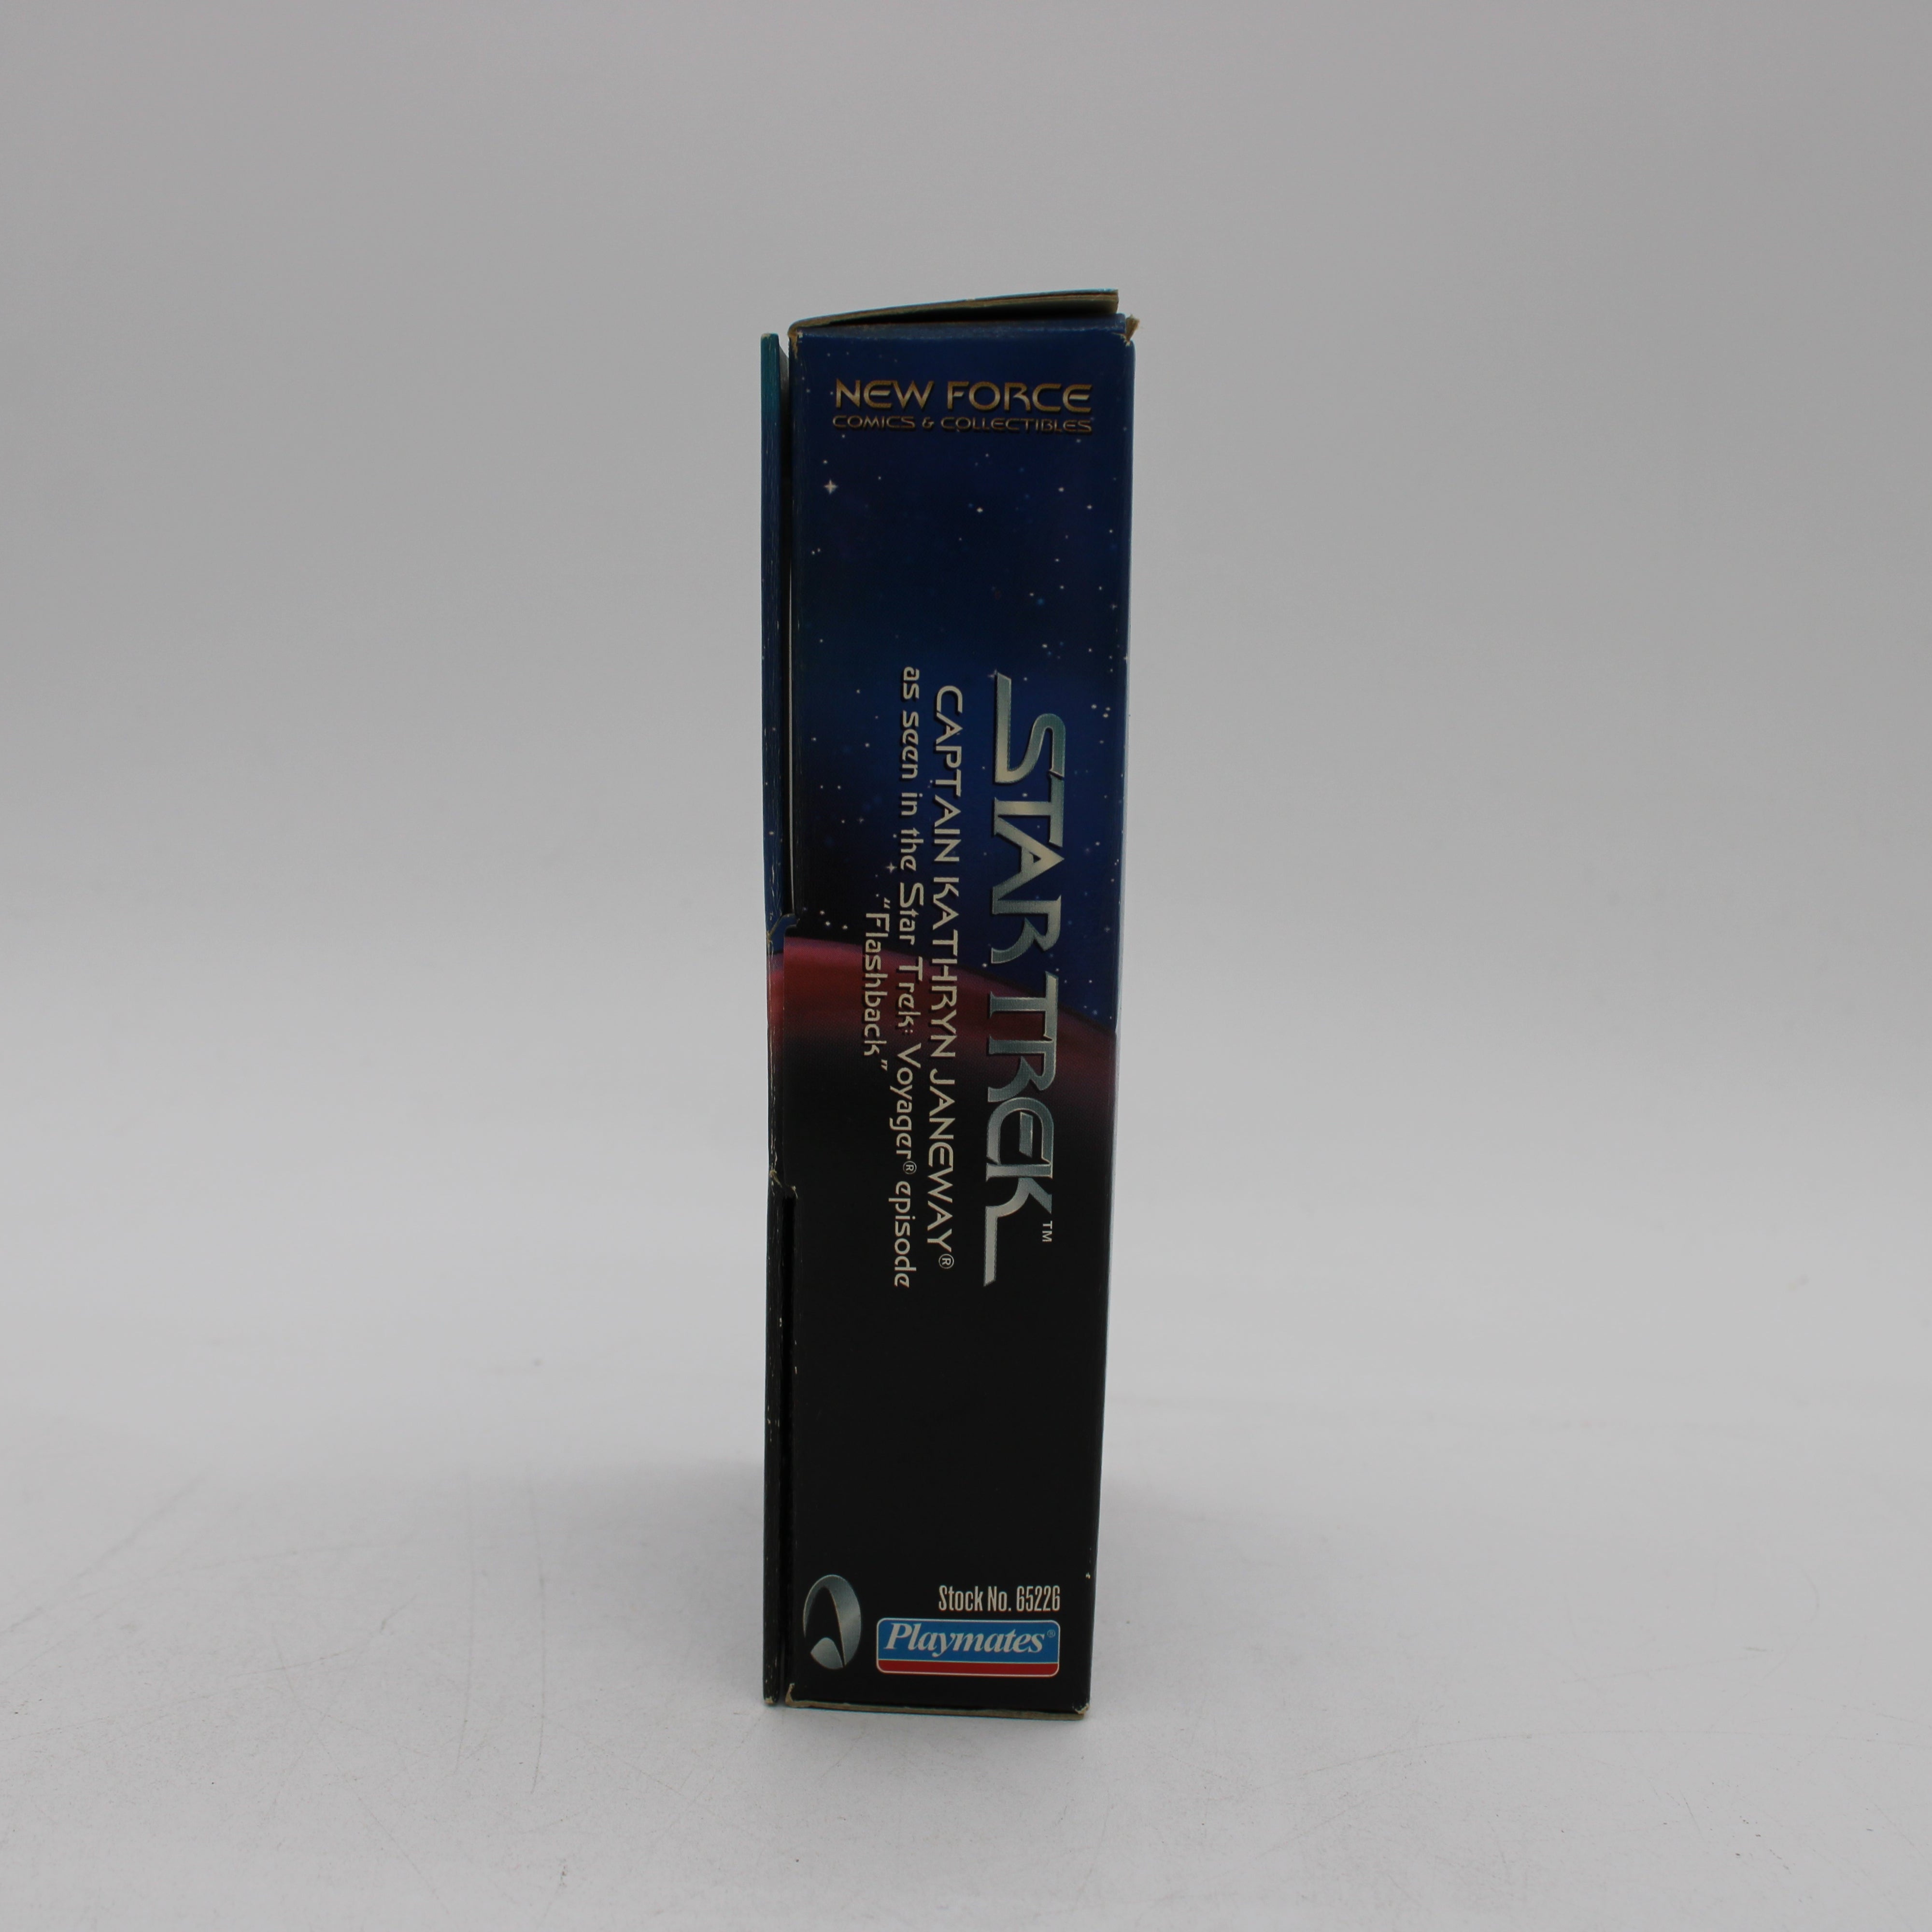 NEW FORCE
COMICS & COLLECTIBLES
STAR TREK™
CAPTAIN KATHRYN JANEWAY®
as seen in the Star Trek: Voyager® episode
"Flashback"
Stock No. 65226
Playmates®